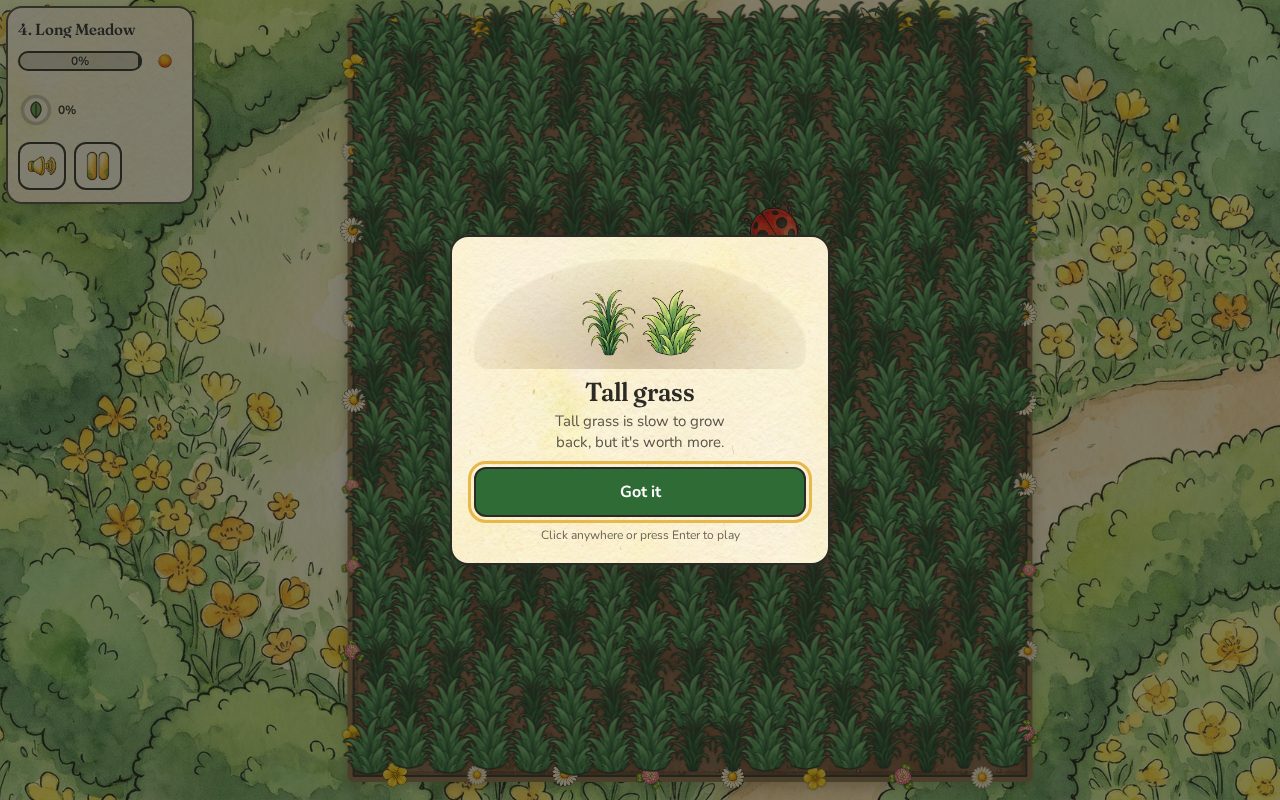 4. Long Meadow
0%
0%
Tall grass
Tall grass is slow to grow
back, but it's worth more.
Got it
Click anywhere or press Enter to play